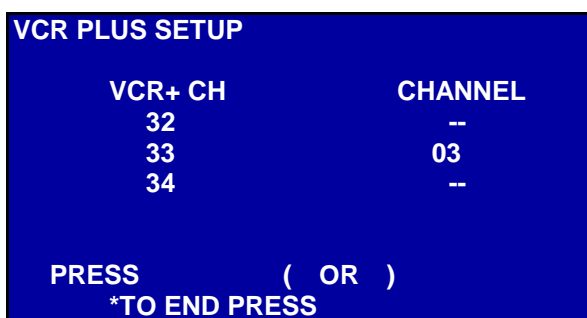 VCR PLUS SETUP
VCR+ CH CHANNEL
32 --
33 03
34 --
PRESS ( OR )
*TO END PRESS